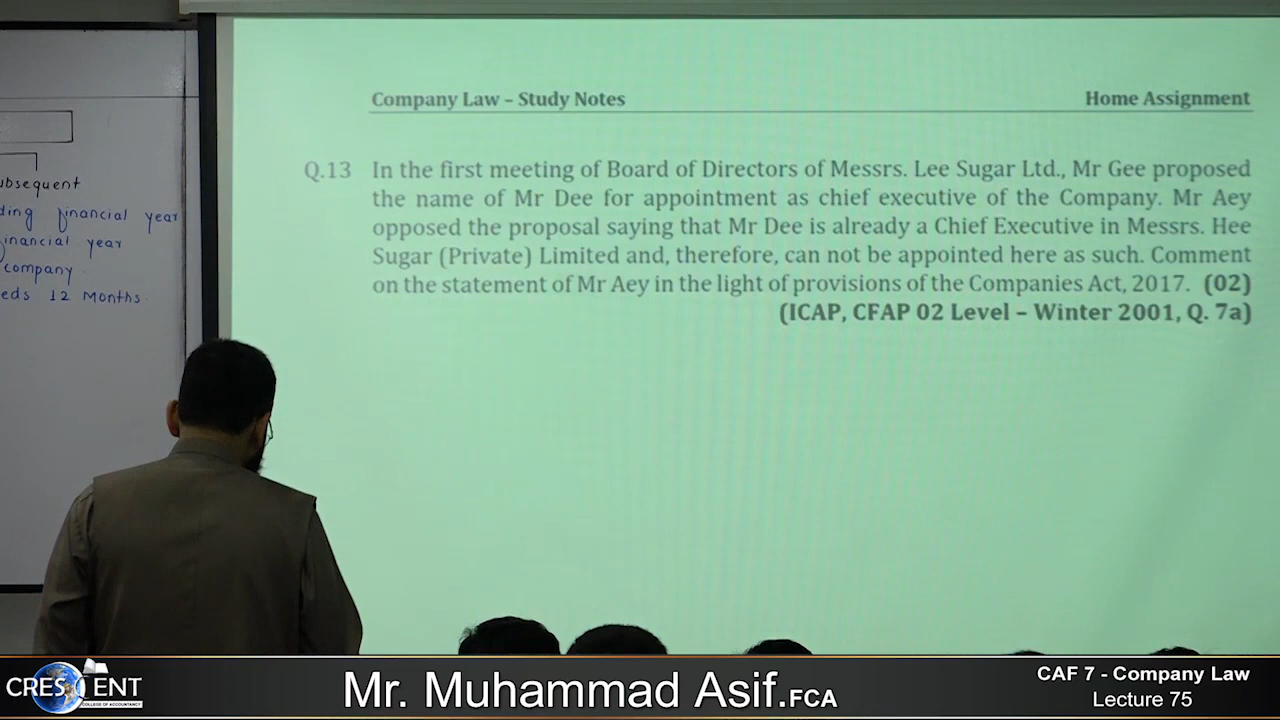 Company Law – Study Notes Home Assignment
Q.13 In the first meeting of Board of Directors of Messrs. Lee Sugar Ltd., Mr Gee proposed
the name of Mr Dee for appointment as chief executive of the Company. Mr Aey
opposed the proposal saying that Mr Dee is already a Chief Executive in Messrs. Hee
Sugar (Private) Limited and, therefore, can not be appointed here as such. Comment
on the statement of Mr Aey in the light of provisions of the Companies Act, 2017. (02)
(ICAP, CFAP 02 Level – Winter 2001, Q. 7a)
ubsequent
ding financial year
inancial year
company
eds 12 Months.
CRESCENT
COLLEGE OF ACCOUNTANCY
Mr. Muhammad Asif.FCA
CAF 7 - Company Law
Lecture 75